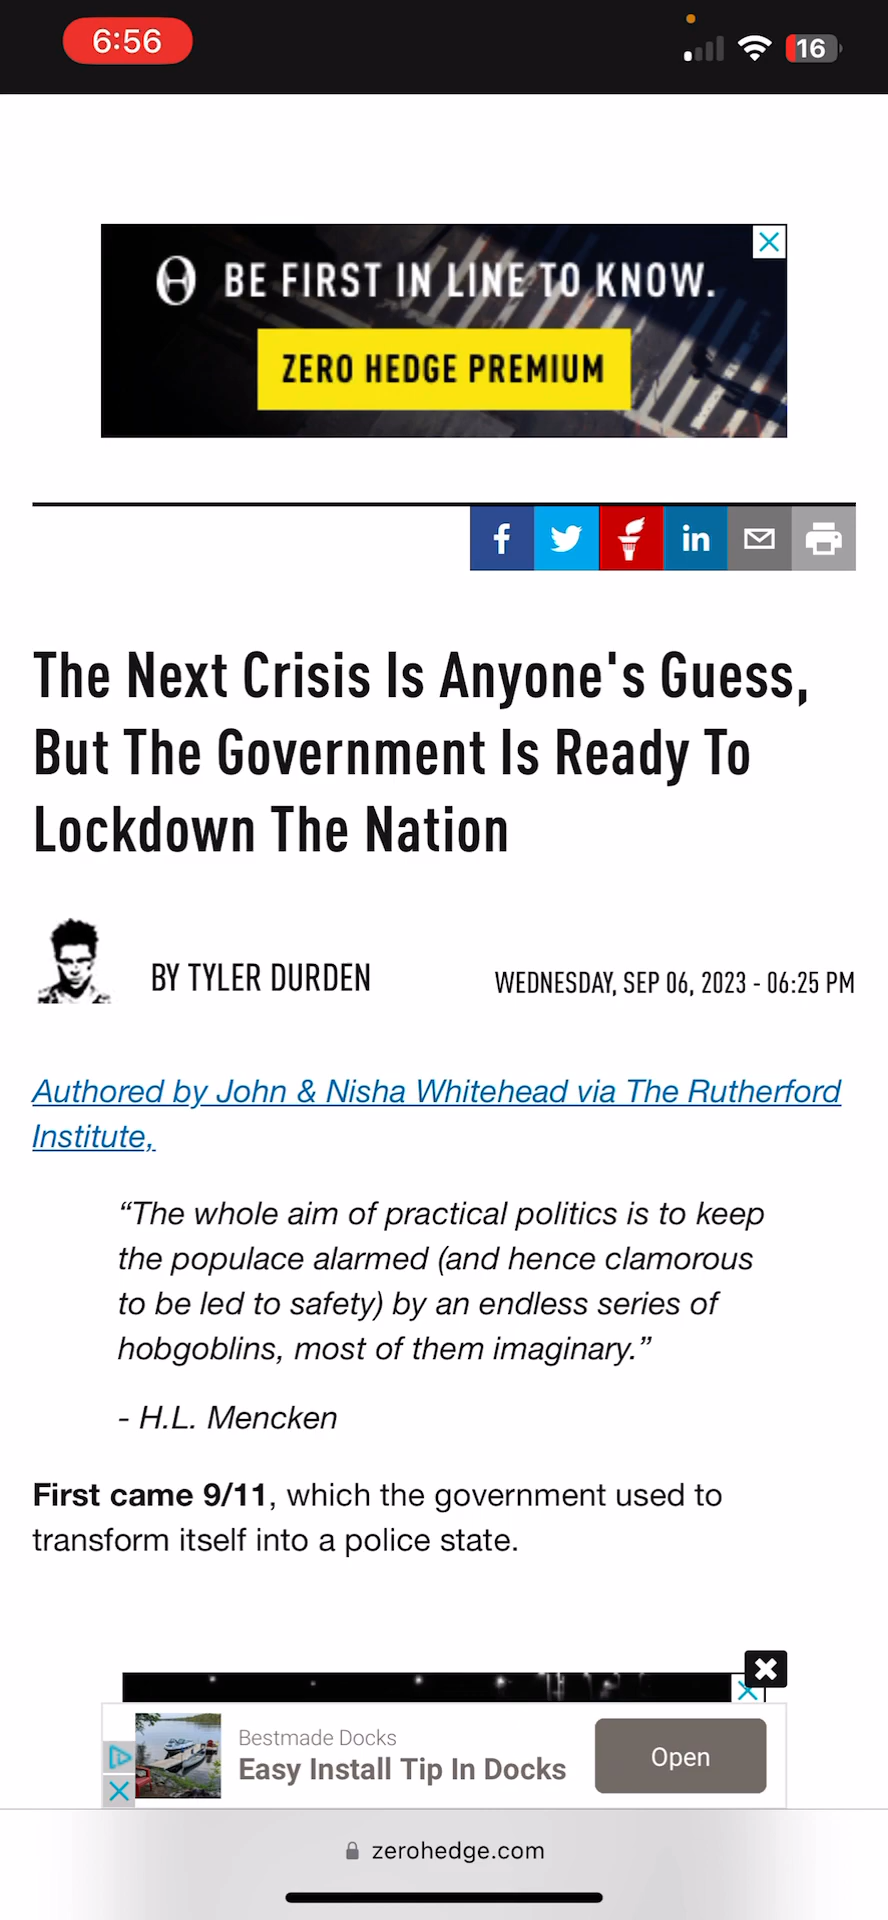 6:56
16
BE FIRST IN LINE TO KNOW.
ZERO HEDGE PREMIUM
f
in
The Next Crisis Is Anyone's Guess,
But The Government Is Ready To
Lockdown The Nation
BY TYLER DURDEN
WEDNESDAY, SEP 06, 2023 - 06:25 PM
Authored by John & Nisha Whitehead via The Rutherford
Institute,
“The whole aim of practical politics is to keep
the populace alarmed (and hence clamorous
to be led to safety) by an endless series of
hobgoblins, most of them imaginary.”
- H.L. Mencken
First came 9/11, which the government used to
transform itself into a police state.
Bestmade Docks
Easy Install Tip In Docks
Open
zerohedge.com